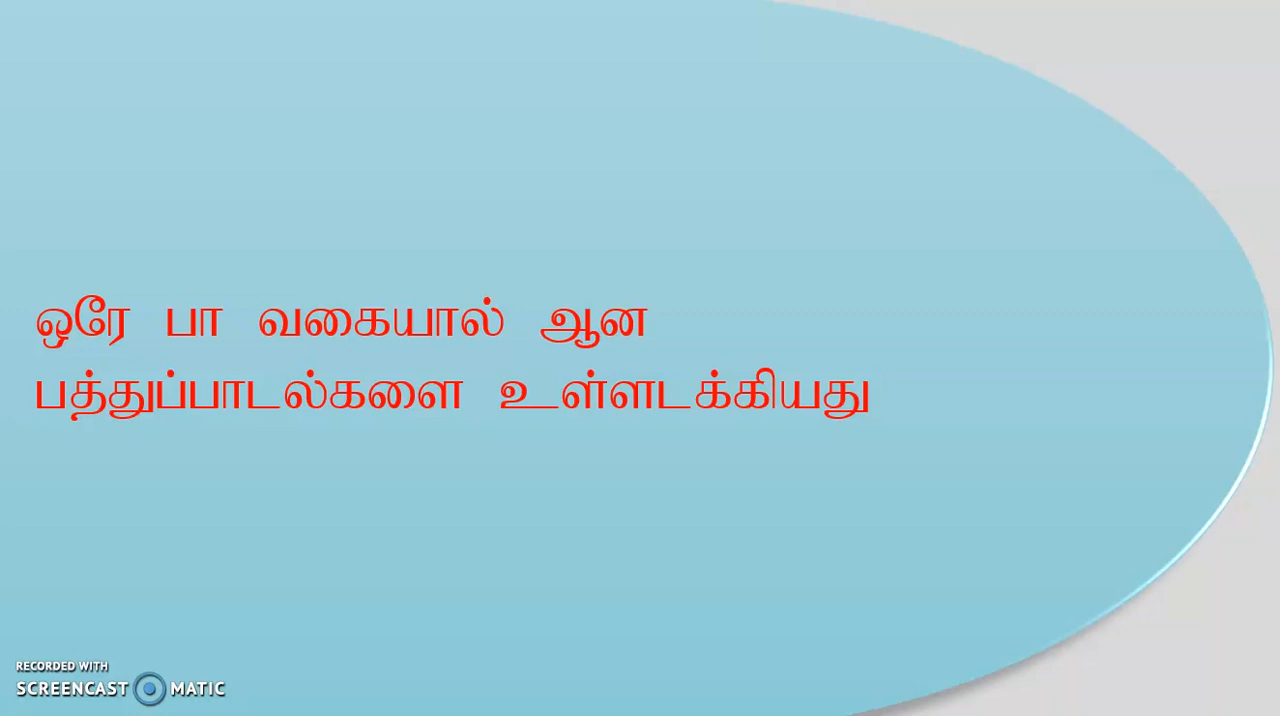 ஒரே பா வகையால் ஆன
பத்துப்பாடல்களை உள்ளடக்கியது
RECORDED WITH
SCREENCAST MATIC